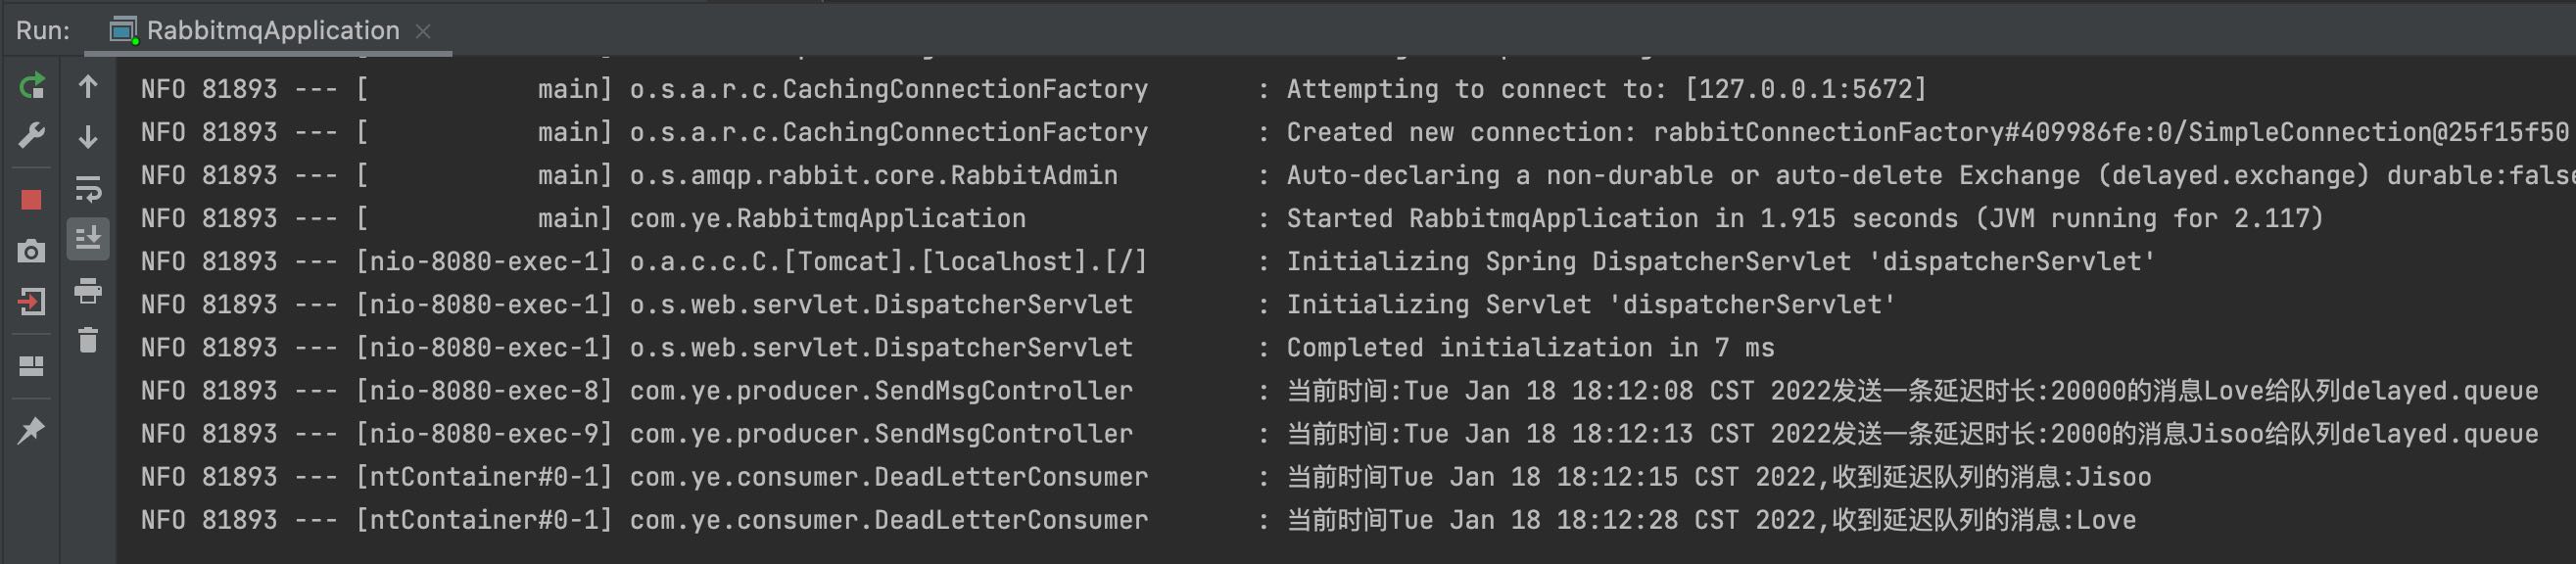 Run: RabbitmqApplication
NFO 81893 --- [           main] o.s.a.r.c.CachingConnectionFactory       : Attempting to connect to: [127.0.0.1:5672]
NFO 81893 --- [           main] o.s.a.r.c.CachingConnectionFactory       : Created new connection: rabbitConnectionFactory#409986fe:0/SimpleConnection@25f15f50
NFO 81893 --- [           main] o.s.amqp.rabbit.core.RabbitAdmin         : Auto-declaring a non-durable or auto-delete Exchange (delayed.exchange) durable:false
NFO 81893 --- [           main] com.ye.RabbitmqApplication               : Started RabbitmqApplication in 1.915 seconds (JVM running for 2.117)
NFO 81893 --- [nio-8080-exec-1] o.a.c.c.C.[Tomcat].[localhost].[/]       : Initializing Spring DispatcherServlet 'dispatcherServlet'
NFO 81893 --- [nio-8080-exec-1] o.s.web.servlet.DispatcherServlet        : Initializing Servlet 'dispatcherServlet'
NFO 81893 --- [nio-8080-exec-1] o.s.web.servlet.DispatcherServlet        : Completed initialization in 7 ms
NFO 81893 --- [nio-8080-exec-8] com.ye.producer.SendMsgController        : 当前时间:Tue Jan 18 18:12:08 CST 2022发送一条延迟时长:20000的消息Love给队列delayed.queue
NFO 81893 --- [nio-8080-exec-9] com.ye.producer.SendMsgController        : 当前时间:Tue Jan 18 18:12:13 CST 2022发送一条延迟时长:2000的消息Jisoo给队列delayed.queue
NFO 81893 --- [ntContainer#0-1] com.ye.consumer.DeadLetterConsumer       : 当前时间Tue Jan 18 18:12:15 CST 2022,收到延迟队列的消息:Jisoo
NFO 81893 --- [ntContainer#0-1] com.ye.consumer.DeadLetterConsumer       : 当前时间Tue Jan 18 18:12:28 CST 2022,收到延迟队列的消息:Love